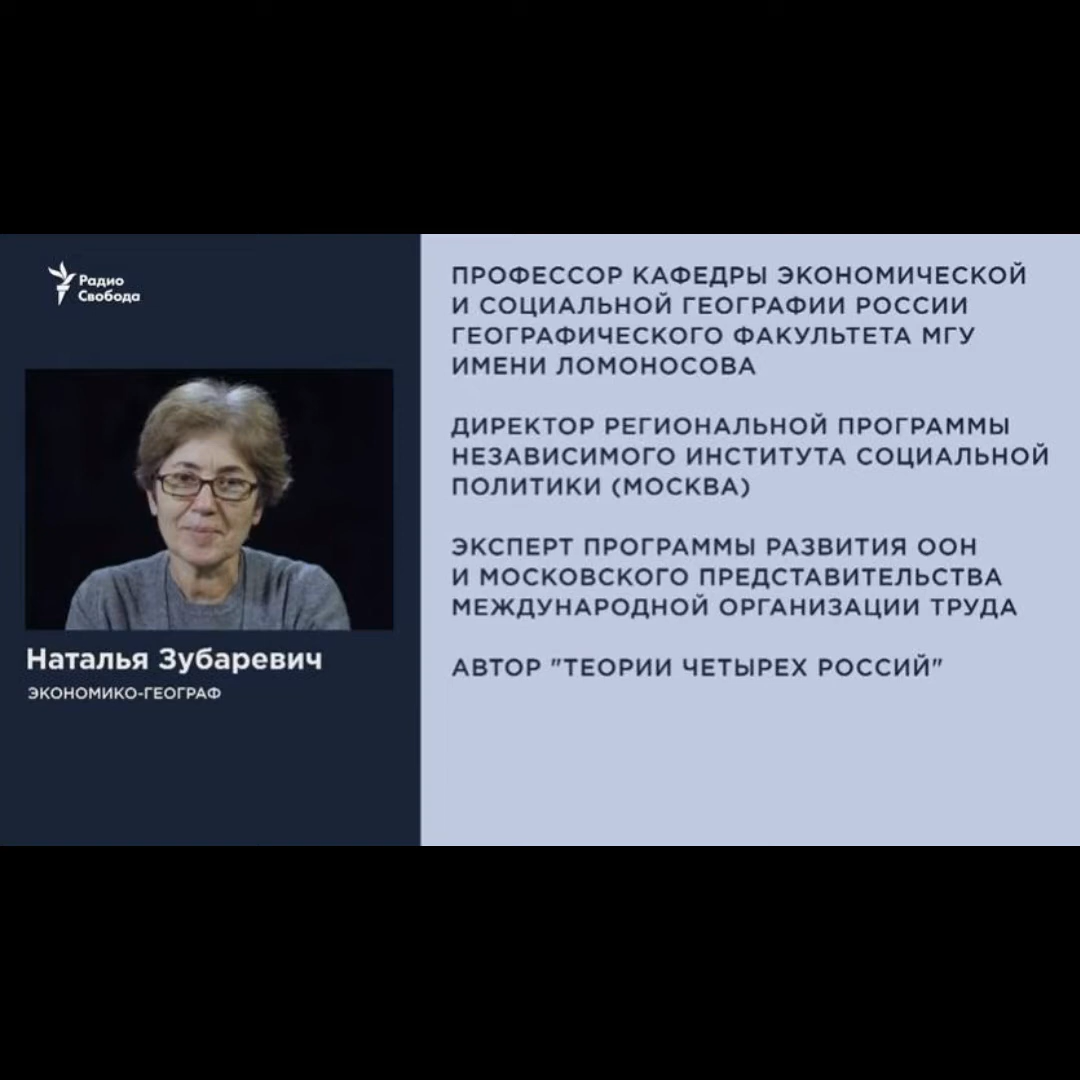 Радио
Свобода
Наталья Зубаревич
ЭКОНОМИКО-ГЕОГРАФ
ПРОФЕССОР КАФЕДРЫ ЭКОНОМИЧЕСКОЙ
И СОЦИАЛЬНОЙ ГЕОГРАФИИ РОССИИ
ГЕОГРАФИЧЕСКОГО ФАКУЛЬТЕТА МГУ
ИМЕНИ ЛОМОНОСОВА
ДИРЕКТОР РЕГИОНАЛЬНОЙ ПРОГРАММЫ
НЕЗАВИСИМОГО ИНСТИТУТА СОЦИАЛЬНОЙ
ПОЛИТИКИ (МОСКВА)
ЭКСПЕРТ ПРОГРАММЫ РАЗВИТИЯ ООН
И МОСКОВСКОГО ПРЕДСТАВИТЕЛЬСТВА
МЕЖДУНАРОДНОЙ ОРГАНИЗАЦИИ ТРУДА
АВТОР "ТЕОРИИ ЧЕТЫРЕХ РОССИЙ"